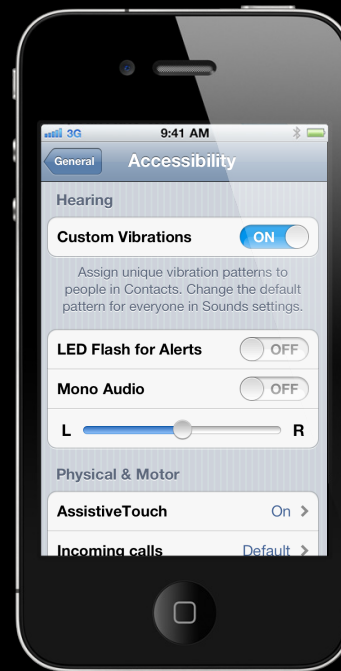 3G 9:41 AM
General Accessibility
Hearing
Custom Vibrations ON
Assign unique vibration patterns to
people in Contacts. Change the default
pattern for everyone in Sounds settings.
LED Flash for Alerts OFF
Mono Audio OFF
L R
Physical & Motor
AssistiveTouch On
Incoming calls Default